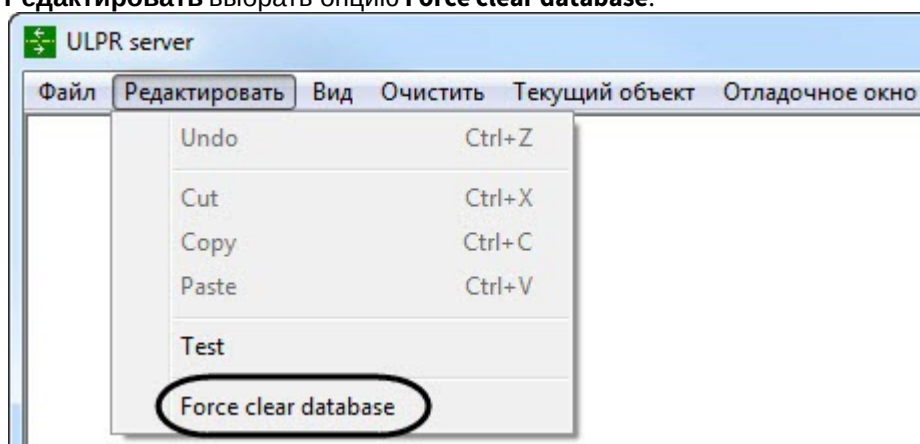 Редактировать выбрать опцию Force clear database.
ULPR server
Файл Редактировать Вид Очистить Текущий объект Отладочное окно
Undo Ctrl+Z
Cut Ctrl+X
Copy Ctrl+C
Paste Ctrl+V
Test
Force clear database